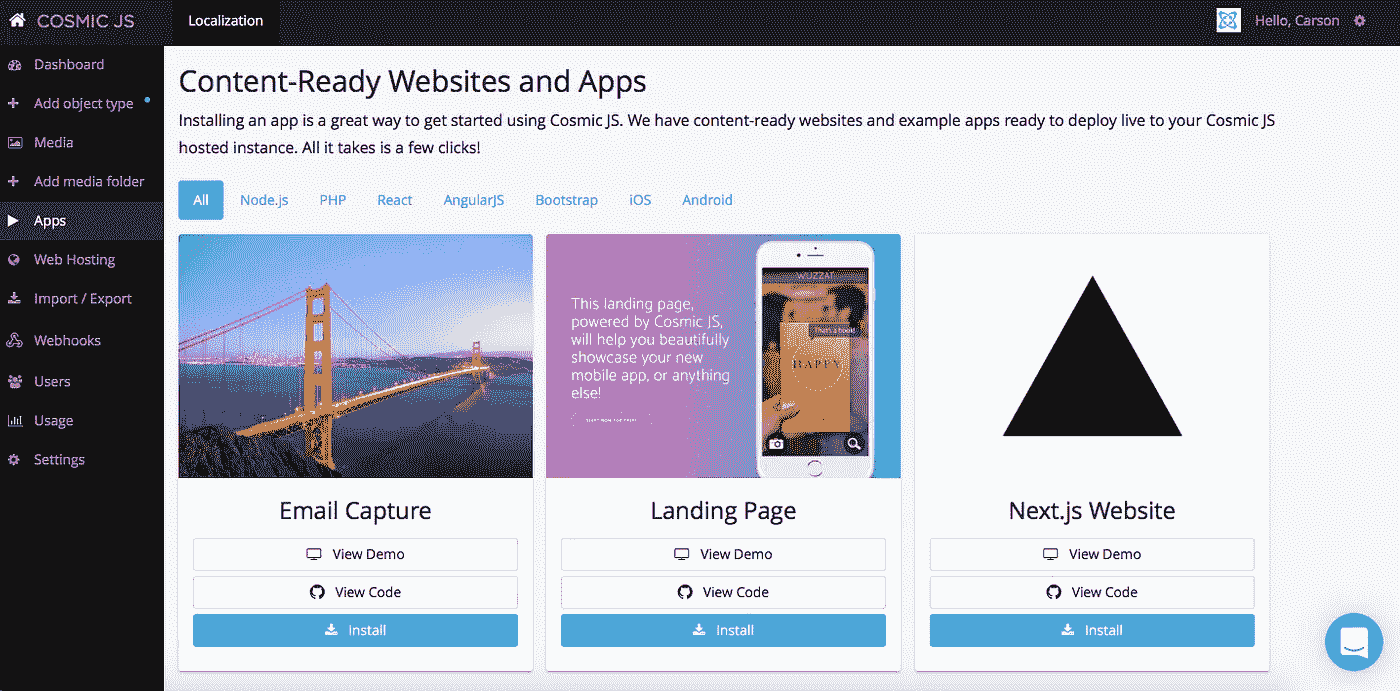 COSMIC JS
Localization
Hello, Carson
Dashboard
Add object type
Media
Add media folder
Apps
Web Hosting
Import / Export
Webhooks
Users
Usage
Settings
Content-Ready Websites and Apps
Installing an app is a great way to get started using Cosmic JS. We have content-ready websites and example apps ready to deploy live to your Cosmic JS
hosted instance. All it takes is a few clicks!
All Node.js PHP React AngularJS Bootstrap iOS Android
This landing page,
powered by Cosmic JS,
will help you beautifully
showcase your new
mobile app, or anything
else!
WUZZAT
HAPPY
Email Capture
View Demo
View Code
Install
Landing Page
View Demo
View Code
Install
Next.js Website
View Demo
View Code
Install